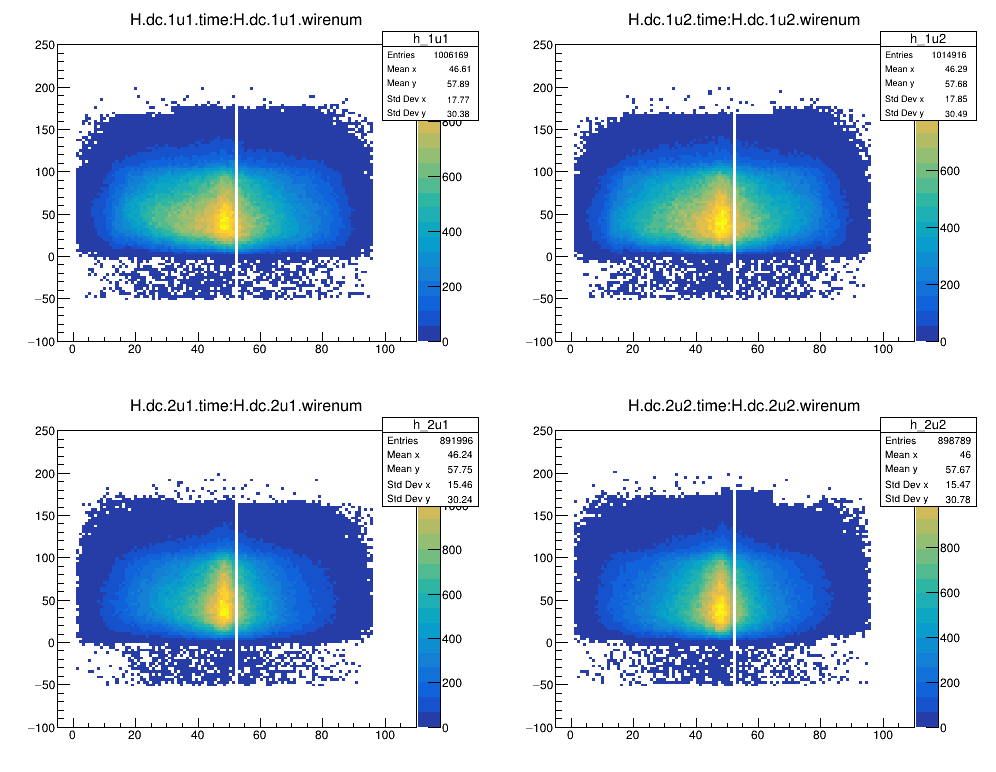 H.dc.1u1.time:H.dc.1u1.wirenum
h_1u1
Entries 1006169
Mean x 46.61
Mean y 57.89
Std Dev x 17.77
Std Dev y 30.38
250
200
150
100
50
0
−50
−100
0 20 40 60 80 100
800
600
400
200
0
H.dc.1u2.time:H.dc.1u2.wirenum
h_1u2
Entries 1014916
Mean x 46.29
Mean y 57.68
Std Dev x 17.85
Std Dev y 30.49
250
200
150
100
50
0
−50
−100
0 20 40 60 80 100
600
400
200
0
H.dc.2u1.time:H.dc.2u1.wirenum
h_2u1
Entries 891996
Mean x 46.24
Mean y 57.75
Std Dev x 15.46
Std Dev y 30.24
250
200
150
100
50
0
−50
−100
0 20 40 60 80 100
1000
800
600
400
200
0
H.dc.2u2.time:H.dc.2u2.wirenum
h_2u2
Entries 898789
Mean x 46
Mean y 57.67
Std Dev x 15.47
Std Dev y 30.78
250
200
150
100
50
0
−50
−100
0 20 40 60 80 100
800
600
400
200
0